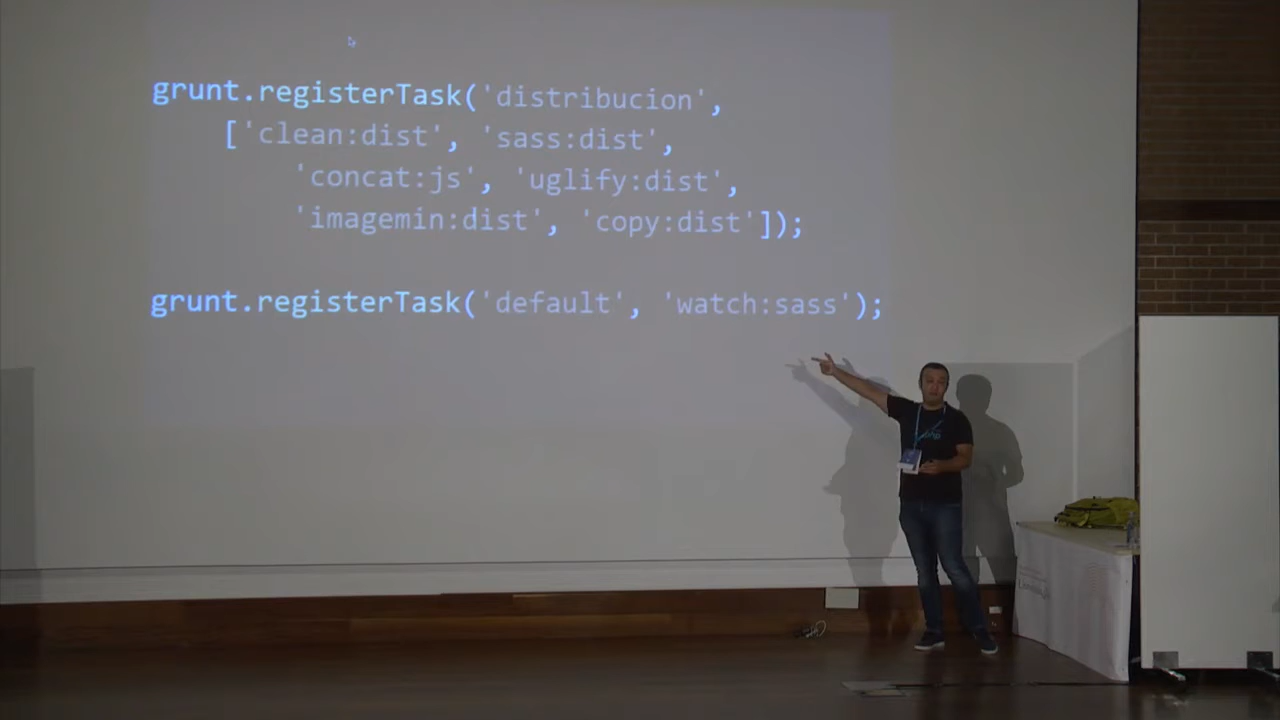 grunt.registerTask('distribucion',
['clean:dist', 'sass:dist',
'concat:js', 'uglify:dist',
'imagemin:dist', 'copy:dist']);
grunt.registerTask('default', 'watch:sass');